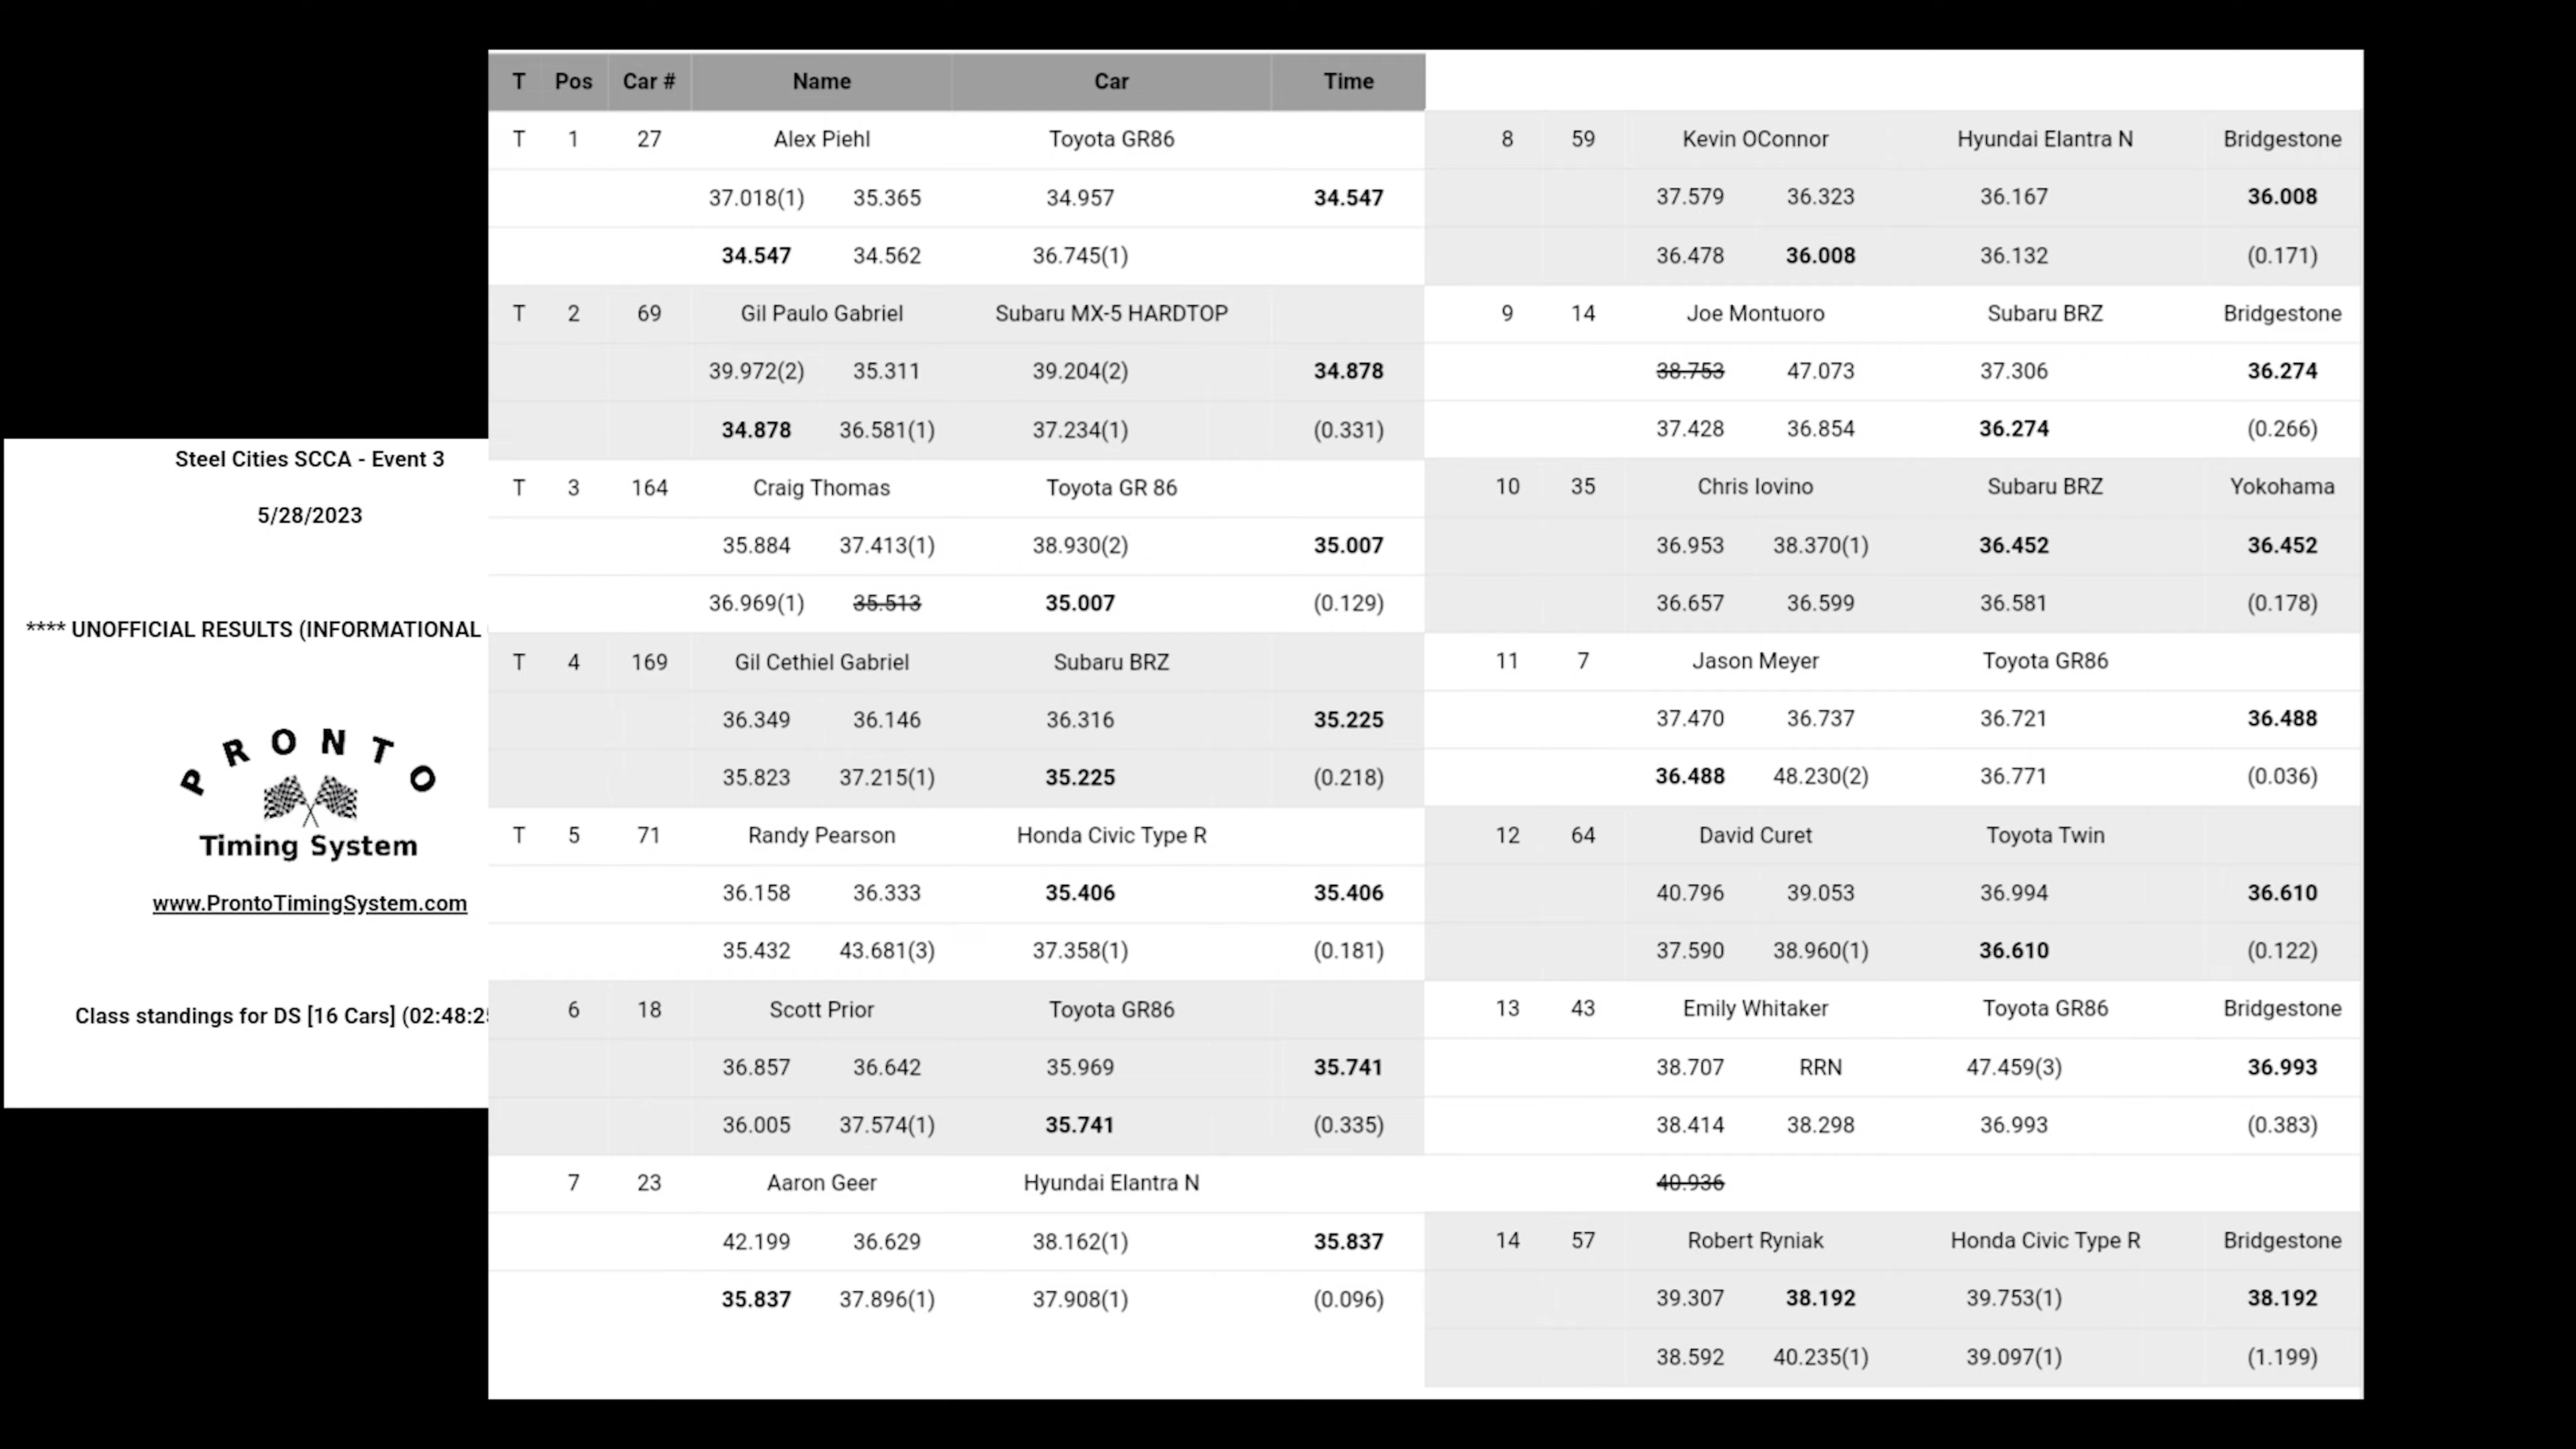 Steel Cities SCCA - Event 3
5/28/2023
**** UNOFFICIAL RESULTS (INFORMATIONAL
PRONTO
Timing System
www.ProntoTimingSystem.com
Class standings for DS [16 Cars] (02:48:2
T Pos Car # Name Car Time
T 1 27 Alex Piehl Toyota GR86
37.018(1) 35.365 34.957 34.547
34.547 34.562 36.745(1)
T 2 69 Gil Paulo Gabriel Subaru MX-5 HARDTOP
39.972(2) 35.311 39.204(2) 34.878
34.878 36.581(1) 37.234(1) (0.331)
T 3 164 Craig Thomas Toyota GR 86
35.884 37.413(1) 38.930(2) 35.007
36.969(1) 35.513 35.007 (0.129)
T 4 169 Gil Cethiel Gabriel Subaru BRZ
36.349 36.146 36.316 35.225
35.823 37.215(1) 35.225 (0.218)
T 5 71 Randy Pearson Honda Civic Type R
36.158 36.333 35.406 35.406
35.432 43.681(3) 37.358(1) (0.181)
6 18 Scott Prior Toyota GR86
36.857 36.642 35.969 35.741
36.005 37.574(1) 35.741 (0.335)
7 23 Aaron Geer Hyundai Elantra N
42.199 36.629 38.162(1) 35.837
35.837 37.896(1) 37.908(1) (0.096)
8 59 Kevin OConnor Hyundai Elantra N Bridgestone
37.579 36.323 36.167 36.008
36.478 36.008 36.132 (0.171)
9 14 Joe Montuoro Subaru BRZ Bridgestone
38.753 47.073 37.306 36.274
37.428 36.854 36.274 (0.266)
10 35 Chris Iovino Subaru BRZ Yokohama
36.953 38.370(1) 36.452 36.452
36.657 36.599 36.581 (0.178)
11 7 Jason Meyer Toyota GR86
37.470 36.737 36.721 36.488
36.488 48.230(2) 36.771 (0.036)
12 64 David Curet Toyota Twin
40.796 39.053 36.994 36.610
37.590 38.960(1) 36.610 (0.122)
13 43 Emily Whitaker Toyota GR86 Bridgestone
38.707 RRN 47.459(3) 36.993
38.414 38.298 36.993 (0.383)
40.936
14 57 Robert Ryniak Honda Civic Type R Bridgestone
39.307 38.192 39.753(1) 38.192
38.592 40.235(1) 39.097(1) (1.199)